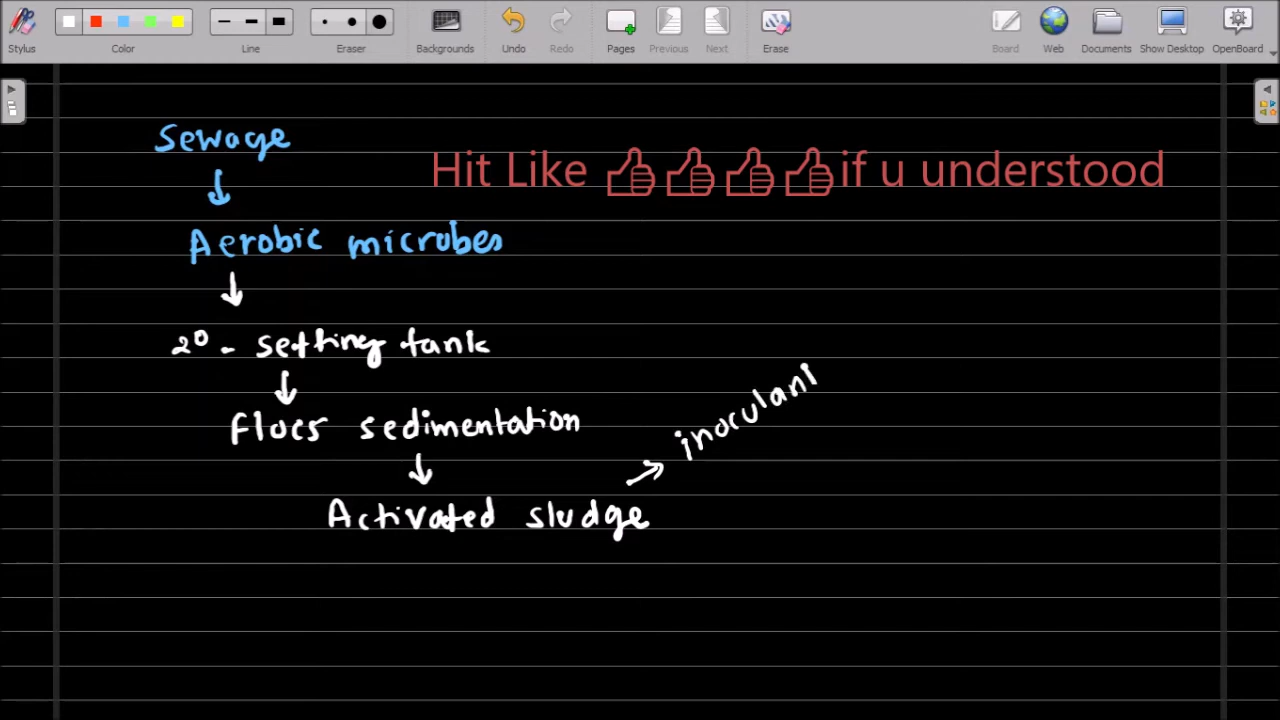 Stylus Color Line Eraser Backgrounds Undo Redo Pages Previous Next Erase Board Web Documents Show Desktop OpenBoard
Sewage
Hit Like if u understood
Aerobic microbes
2° - setting tank
Flocs sedimentation
inoculant
Activated sludge